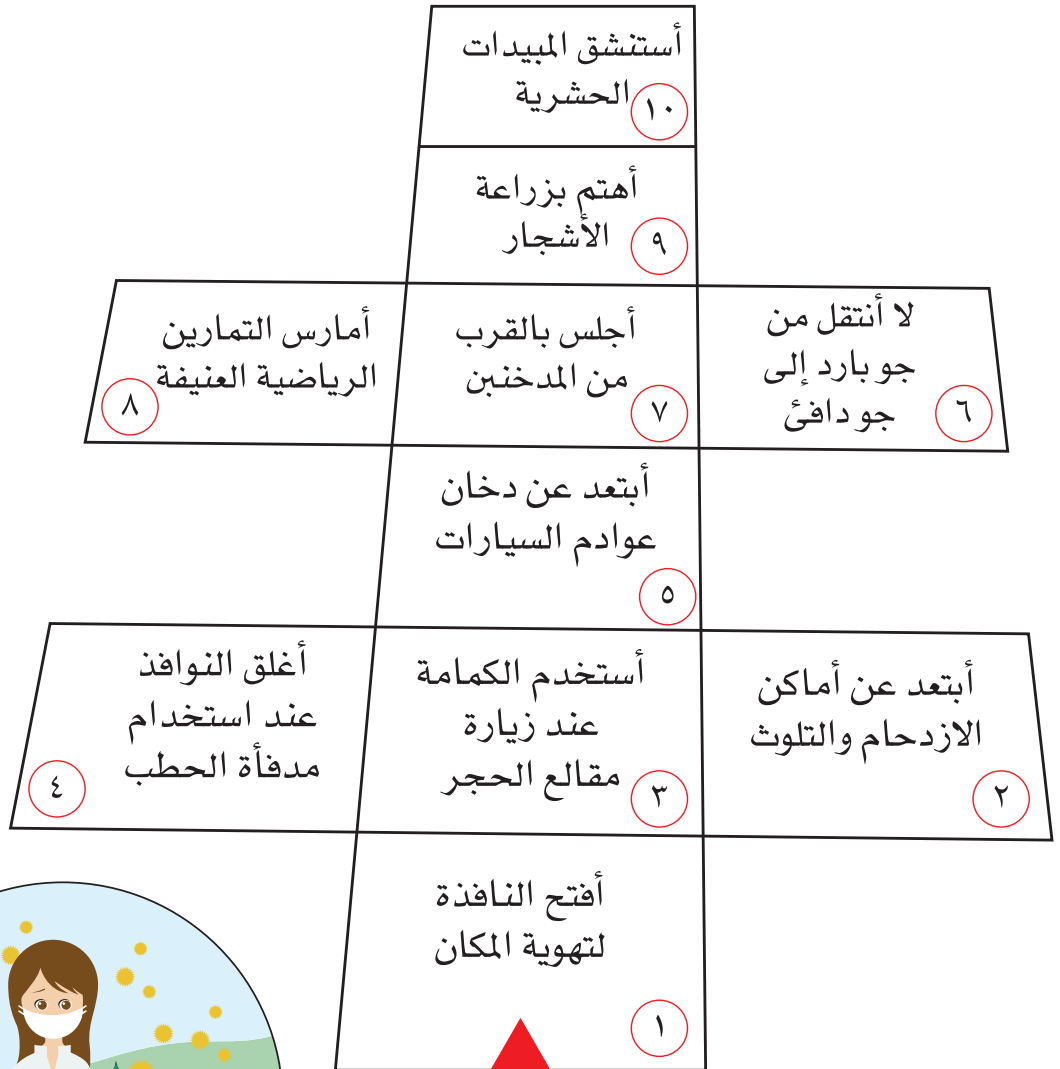 أستنشق المبيدات
الحشرية
١٠
أهتم بزراعة
الأشجار
٩
لا أنتقل من
جو بارد إلى
جو دافئ
٦
أجلس بالقرب
من المدخنين
٧
أمارس التمارين
الرياضية العنيفة
٨
أبتعد عن دخان
عوادم السيارات
٥
أبتعد عن أماكن
الازدحام والتلوث
٢
أستخدم الكمامة
عند زيارة
مقالع الحجر
٣
أغلق النوافذ
عند استخدام
مدفأة الحطب
٤
أفتح النافذة
لتهوية المكان
١